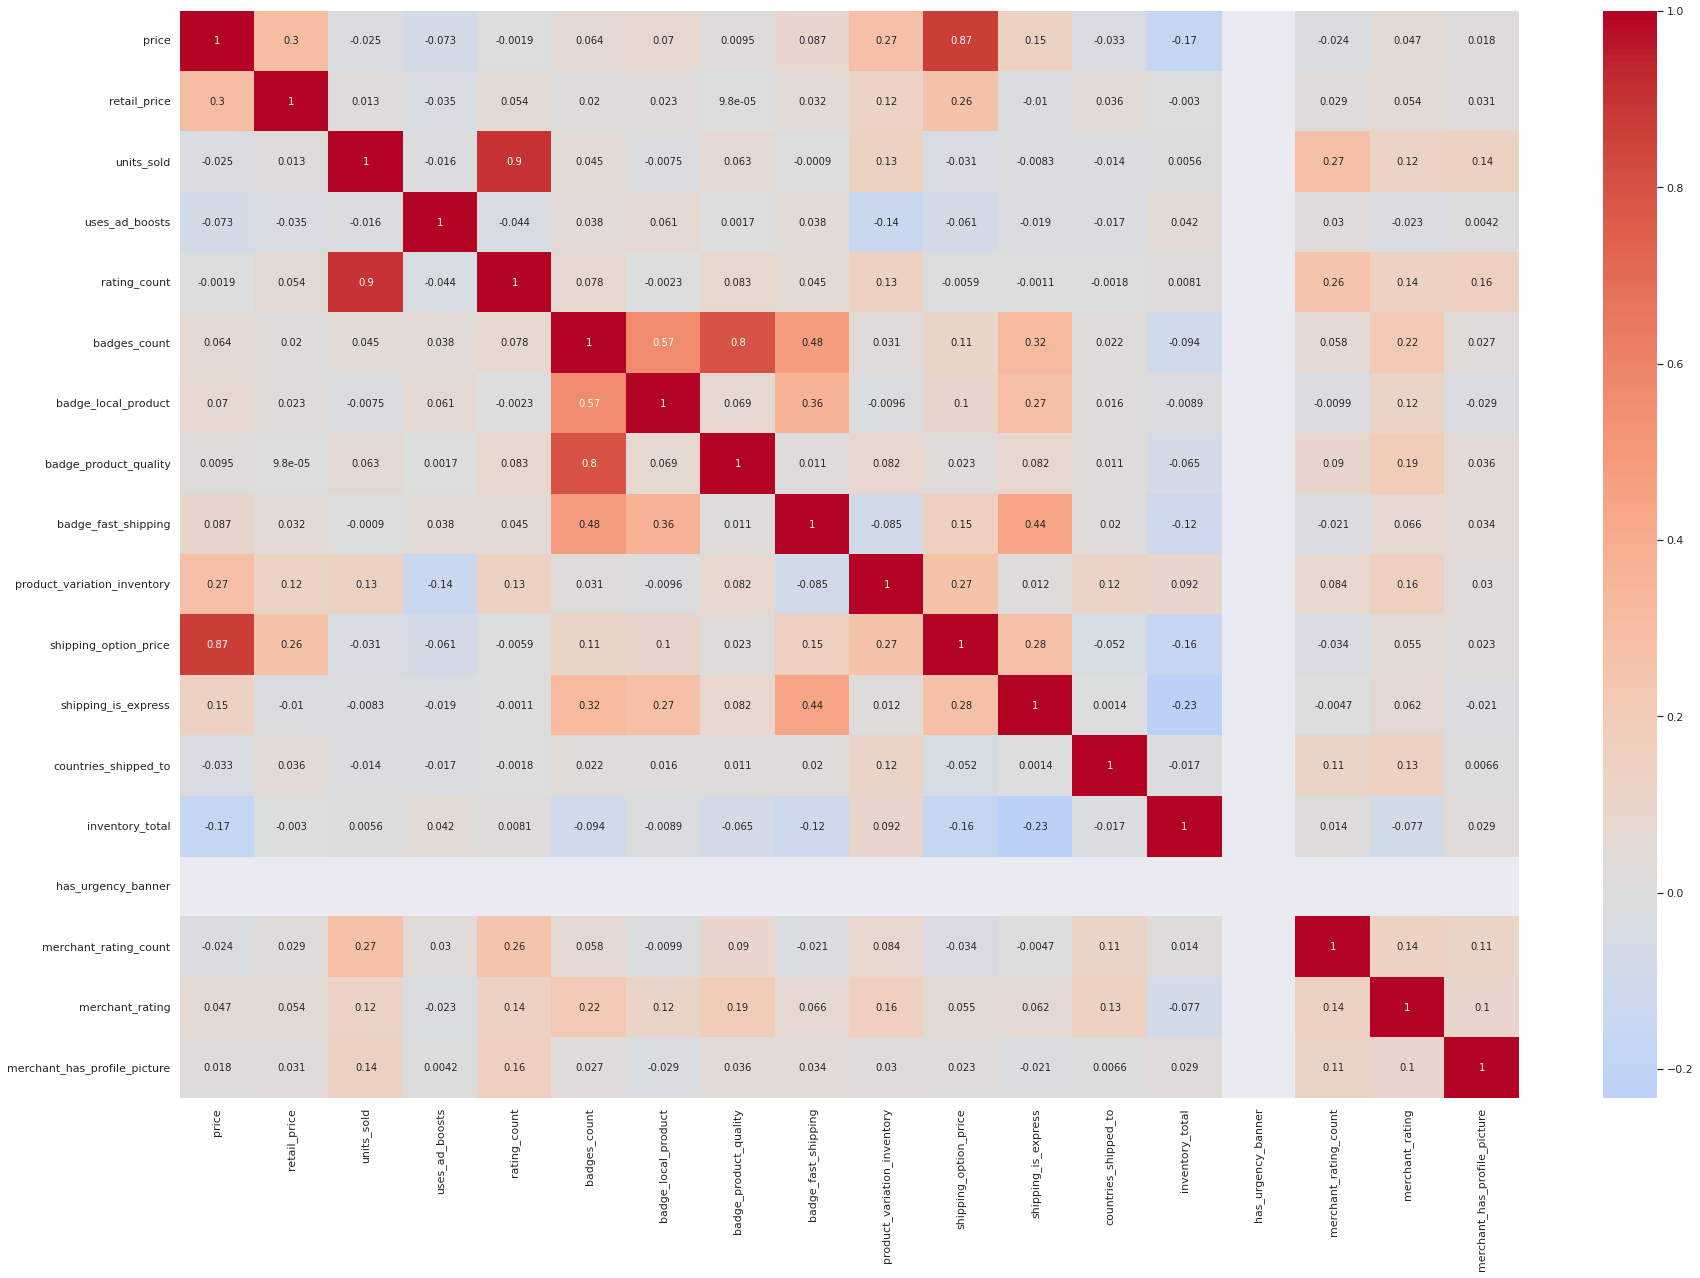 price 1 0.3 -0.025 -0.073 -0.0019 0.064 0.07 0.0095 0.087 0.27 0.87 0.15 -0.033 -0.17 -0.024 0.047 0.018
retail_price 0.3 1 0.013 -0.035 0.054 0.02 0.023 9.8e-05 0.032 0.12 0.26 -0.01 0.036 -0.003 0.029 0.054 0.031
units_sold -0.025 0.013 1 -0.016 0.9 0.045 -0.0075 0.063 -0.0009 0.13 -0.031 -0.0083 -0.014 0.0056 0.27 0.12 0.14
uses_ad_boosts -0.073 -0.035 -0.016 1 -0.044 0.038 0.061 0.0017 0.038 -0.14 -0.061 -0.019 -0.017 0.042 0.03 -0.023 0.0042
rating_count -0.0019 0.054 0.9 -0.044 1 0.078 -0.0023 0.083 0.045 0.13 -0.0059 -0.0011 -0.0018 0.0081 0.26 0.14 0.16
badges_count 0.064 0.02 0.045 0.038 0.078 1 0.57 0.8 0.48 0.031 0.11 0.32 0.022 -0.094 0.058 0.22 0.027
badge_local_product 0.07 0.023 -0.0075 0.061 -0.0023 0.57 1 0.069 0.36 -0.0096 0.1 0.27 0.016 -0.0089 -0.0099 0.12 -0.029
badge_product_quality 0.0095 9.8e-05 0.063 0.0017 0.083 0.8 0.069 1 0.011 0.082 0.023 0.082 0.011 -0.065 0.09 0.19 0.036
badge_fast_shipping 0.087 0.032 -0.0009 0.038 0.045 0.48 0.36 0.011 1 -0.085 0.15 0.44 0.02 -0.12 -0.021 0.066 0.034
product_variation_inventory 0.27 0.12 0.13 -0.14 0.13 0.031 -0.0096 0.082 -0.085 1 0.27 0.012 0.12 0.092 0.084 0.16 0.03
shipping_option_price 0.87 0.26 -0.031 -0.061 -0.0059 0.11 0.1 0.023 0.15 0.27 1 0.28 -0.052 -0.16 -0.034 0.055 0.023
shipping_is_express 0.15 -0.01 -0.0083 -0.019 -0.0011 0.32 0.27 0.082 0.44 0.012 0.28 1 0.0014 -0.23 -0.0047 0.062 -0.021
countries_shipped_to -0.033 0.036 -0.014 -0.017 -0.0018 0.022 0.016 0.011 0.02 0.12 -0.052 0.0014 1 -0.017 0.11 0.13 0.0066
inventory_total -0.17 -0.003 0.0056 0.042 0.0081 -0.094 -0.0089 -0.065 -0.12 0.092 -0.16 -0.23 -0.017 1 0.014 -0.077 0.029
has_urgency_banner
merchant_rating_count -0.024 0.029 0.27 0.03 0.26 0.058 -0.0099 0.09 -0.021 0.084 -0.034 -0.0047 0.11 0.014 1 0.14 0.11
merchant_rating 0.047 0.054 0.12 -0.023 0.14 0.22 0.12 0.19 0.066 0.16 0.055 0.062 0.13 -0.077 0.14 1 0.1
merchant_has_profile_picture 0.018 0.031 0.14 0.0042 0.16 0.027 -0.029 0.036 0.034 0.03 0.023 -0.021 0.0066 0.029 0.11 0.1 1
price
retail_price
units_sold
uses_ad_boosts
rating_count
badges_count
badge_local_product
badge_product_quality
badge_fast_shipping
product_variation_inventory
shipping_option_price
shipping_is_express
countries_shipped_to
inventory_total
has_urgency_banner
merchant_rating_count
merchant_rating
merchant_has_profile_picture
1.0
0.8
0.6
0.4
0.2
0.0
−0.2